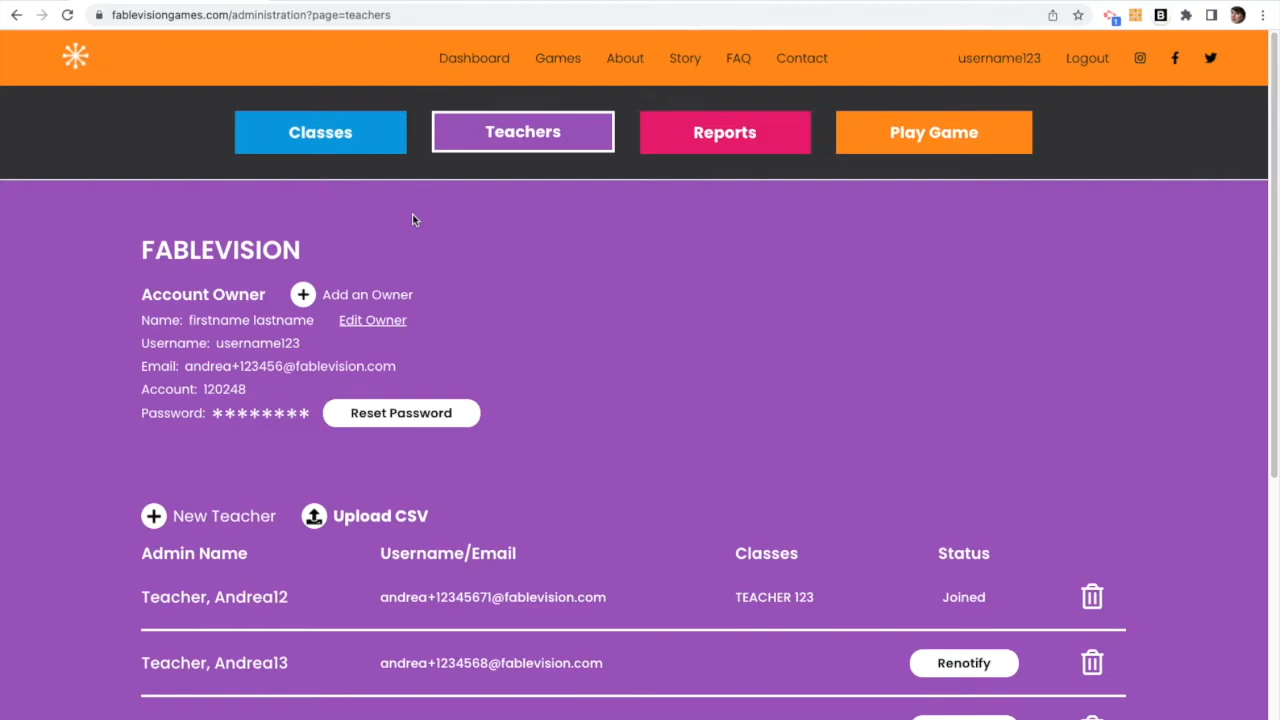 fablevisiongames.com/administration?page=teachers
1
B
Dashboard Games About Story FAQ Contact username123 Logout
Classes Teachers Reports Play Game
FABLEVISION
Account Owner Add an Owner
Name: firstname lastname Edit Owner
Username: username123
Email: andrea+123456@fablevision.com
Account: 120248
Password: ******** Reset Password
New Teacher Upload CSV
Admin Name Username/Email Classes Status
Teacher, Andrea12 andrea+12345671@fablevision.com TEACHER 123 Joined
Teacher, Andrea13 andrea+1234568@fablevision.com Renotify